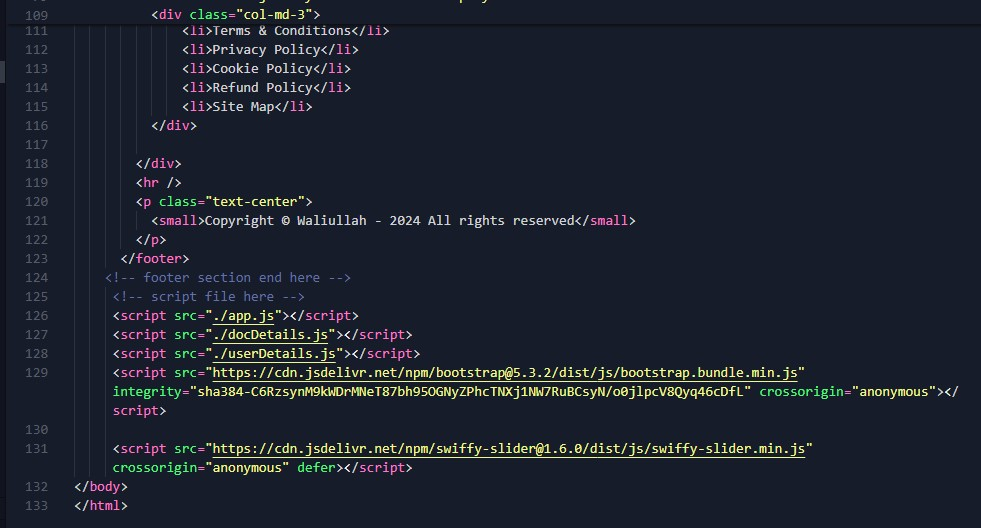 109 <div class="col-md-3">
111 <li>Terms & Conditions</li>
112 <li>Privacy Policy</li>
113 <li>Cookie Policy</li>
114 <li>Refund Policy</li>
115 <li>Site Map</li>
116 </div>
117
118 </div>
119 <hr />
120 <p class="text-center">
121 <small>Copyright © Waliullah - 2024 All rights reserved</small>
122 </p>
123 </footer>
124 <!-- footer section end here -->
125 <!-- script file here -->
126 <script src="./app.js"></script>
127 <script src="./docDetails.js"></script>
128 <script src="./userDetails.js"></script>
129 <script src="https://cdn.jsdelivr.net/npm/bootstrap@5.3.2/dist/js/bootstrap.bundle.min.js"
integrity="sha384-C6RzsynM9kWDrMNeT87bh95OGNyZPhcTNXj1NW7RuBCsyN/o0jlpcV8Qyq46cDfL" crossorigin="anonymous"></
script>
130
131 <script src="https://cdn.jsdelivr.net/npm/swiffy-slider@1.6.0/dist/js/swiffy-slider.min.js"
crossorigin="anonymous" defer></script>
132 </body>
133 </html>